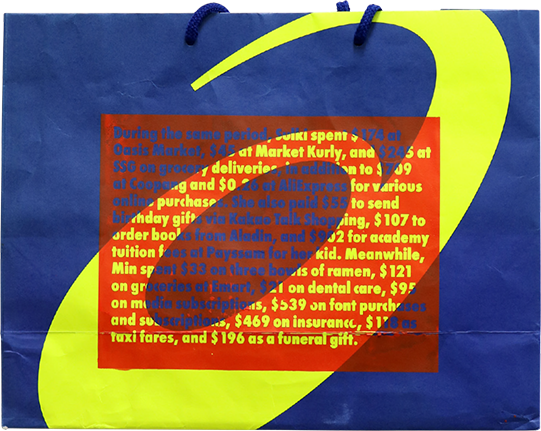 During the same period, Sulki spent $174 at
Oasis Market, $45 at Market Kurly, and $245 at
SSG on grocery deliveries, in addition to $709
at Coupang and $0.26 at AliExpress for various
online purchases. She also paid $55 to send
birthday gifts via Kakao Talk Shopping, $107 to
order books from Aladin, and $902 for academy
tuition fees at Payssam for her kid. Meanwhile,
Min spent $33 on three bowls of ramen, $121
on groceries at Emart, $21 on dental care, $95
on media subscriptions, $539 on font purchases
and subscriptions, $469 on insurance, as
taxi fares, and $196 as a funeral gift.